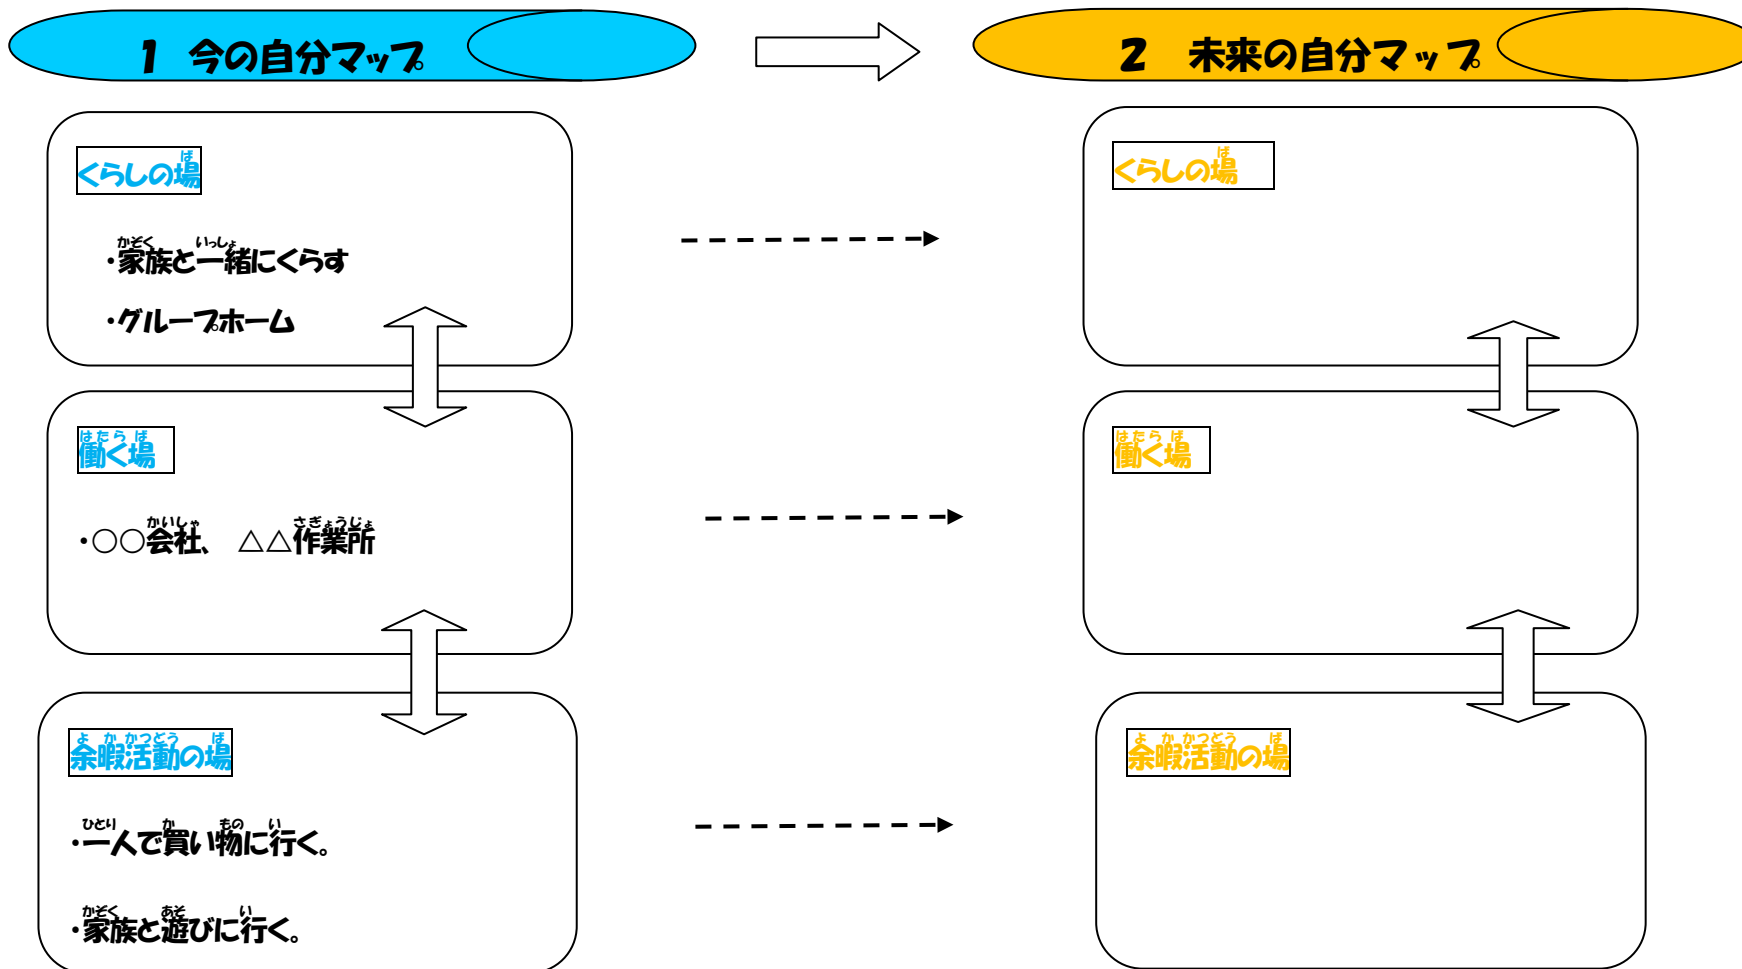 1 今の自分マップ
くらしの場
・家族と一緒にくらす
・グループホーム
働く場
・○○会社、 △△作業所
余暇活動の場
・一人で買い物に行く。
・家族と遊びに行く。
2 未来の自分マップ
くらしの場
働く場
余暇活動の場